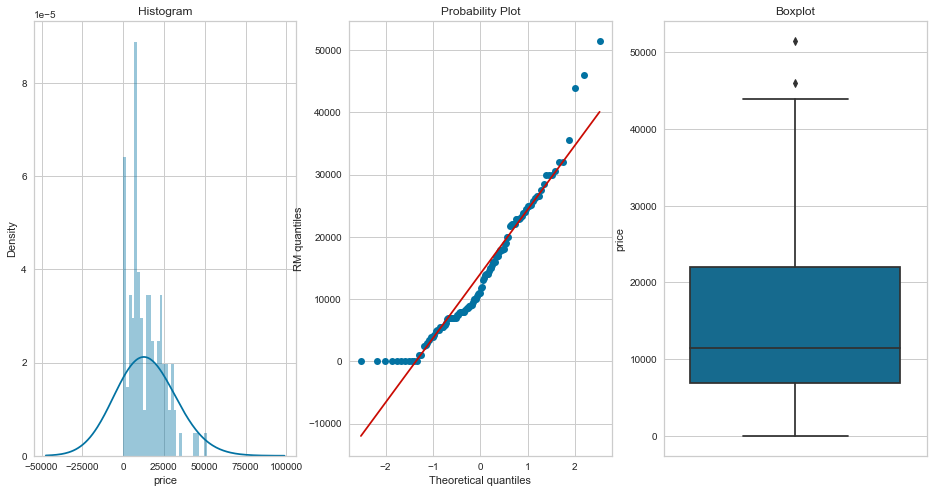 Histogram
1e−5
8
6
4
2
0
Density
−50000 −25000 0 25000 50000 75000 100000
price
Probability Plot
50000
40000
30000
20000
10000
0
−10000
RM quantiles
−2 −1 0 1 2
Theoretical quantiles
Boxplot
50000
40000
30000
20000
10000
0
price